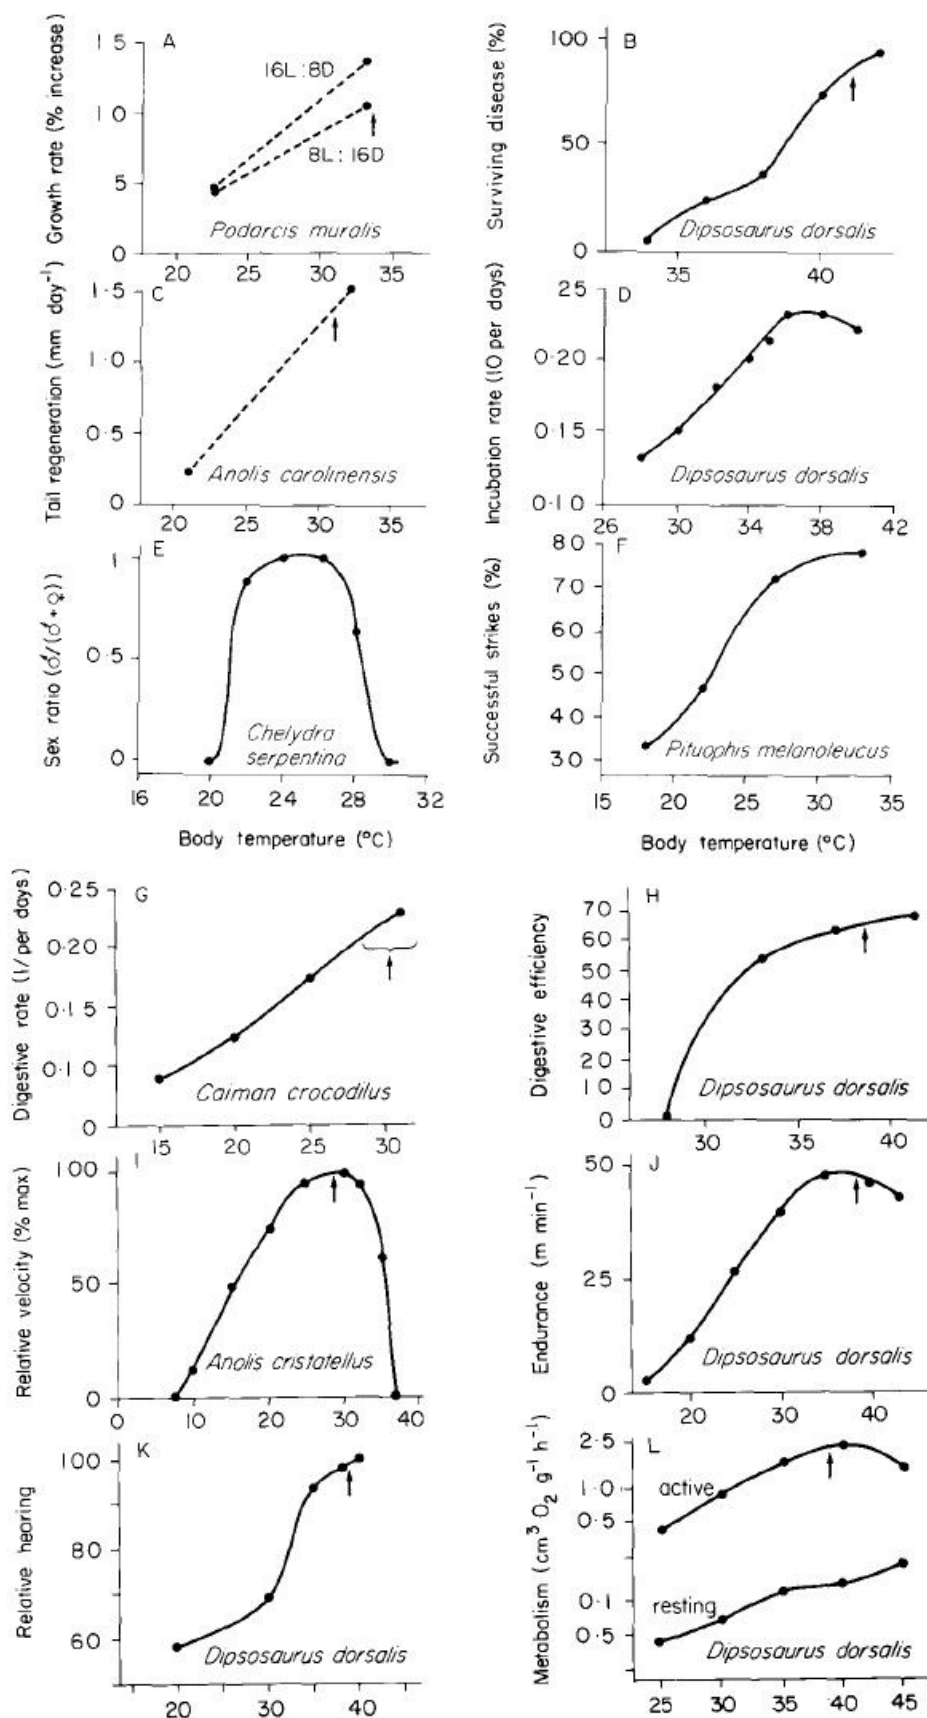 A
Growth rate (% increase)
15
10
5
0
16L:8D
8L:16D
Podarcis muralis
20 25 30 35
B
Surviving disease (%)
100
50
0
Dipsosaurus dorsalis
35 40
C
Tail regeneration (mm day⁻¹)
1·5
1·0
0·5
0
Anolis carolinensis
20 25 30 35
D
Incubation rate (10 per days)
25
0·20
0·15
0·10
Dipsosaurus dorsalis
26 30 34 38 42
E
Sex ratio (♂/(♂+♀))
1
0·5
0
Chelydra
serpentina
16 20 24 28 32
Body temperature (°C)
F
Successful strikes (%)
80
70
60
50
40
30
Pituophis melanoleucus
15 20 25 30 35
Body temperature (°C)
G
Digestive rate (1/per days)
0·25
0·20
0·15
0·10
0
Caiman crocodilus
15 20 25 30
H
Digestive efficiency
70
60
50
40
30
20
10
0
Dipsosaurus dorsalis
30 35 40
I
Relative velocity (% max)
100
50
0
Anolis cristatellus
0 10 20 30 40
J
Endurance (m min⁻¹)
50
25
0
Dipsosaurus dorsalis
20 30 40
K
Relative hearing
100
80
60
Dipsosaurus dorsalis
20 30 40
L
Metabolism (cm³ O₂ g⁻¹ h⁻¹)
2·5
1·0
0·5
active
0·1
0·5
resting
Dipsosaurus dorsalis
25 30 35 40 45